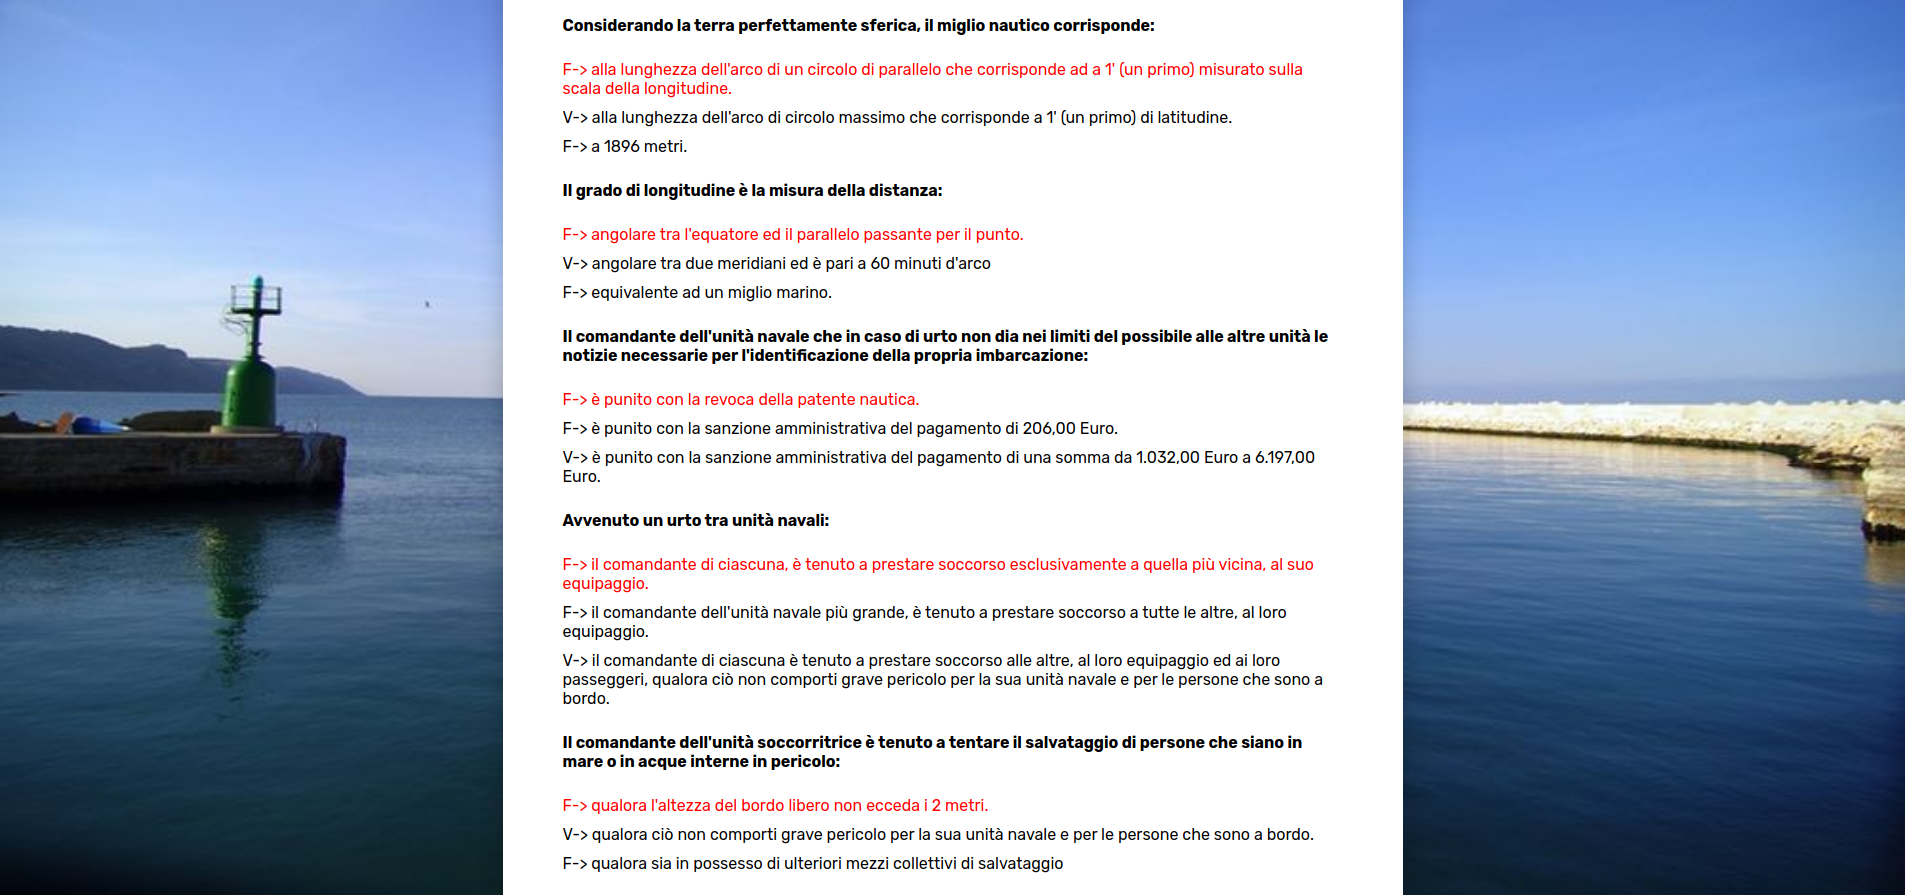 Considerando la terra perfettamente sferica, il miglio nautico corrisponde:
F-> alla lunghezza dell'arco di un circolo di parallelo che corrisponde ad a 1' (un primo) misurato sulla
scala della longitudine.
V-> alla lunghezza dell'arco di circolo massimo che corrisponde a 1' (un primo) di latitudine.
F-> a 1896 metri.
Il grado di longitudine è la misura della distanza:
F-> angolare tra l'equatore ed il parallelo passante per il punto.
V-> angolare tra due meridiani ed è pari a 60 minuti d'arco
F-> equivalente ad un miglio marino.
Il comandante dell'unità navale che in caso di urto non dia nei limiti del possibile alle altre unità le
notizie necessarie per l'identificazione della propria imbarcazione:
F-> è punito con la revoca della patente nautica.
F-> è punito con la sanzione amministrativa del pagamento di 206,00 Euro.
V-> è punito con la sanzione amministrativa del pagamento di una somma da 1.032,00 Euro a 6.197,00
Euro.
Avvenuto un urto tra unità navali:
F-> il comandante di ciascuna, è tenuto a prestare soccorso esclusivamente a quella più vicina, al suo
equipaggio.
F-> il comandante dell'unità navale più grande, è tenuto a prestare soccorso a tutte le altre, al loro
equipaggio.
V-> il comandante di ciascuna è tenuto a prestare soccorso alle altre, al loro equipaggio ed ai loro
passeggeri, qualora ciò non comporti grave pericolo per la sua unità navale e per le persone che sono a
bordo.
Il comandante dell'unità soccorritrice è tenuto a tentare il salvataggio di persone che siano in
mare o in acque interne in pericolo:
F-> qualora l'altezza del bordo libero non ecceda i 2 metri.
V-> qualora ciò non comporti grave pericolo per la sua unità navale e per le persone che sono a bordo.
F-> qualora sia in possesso di ulteriori mezzi collettivi di salvataggio